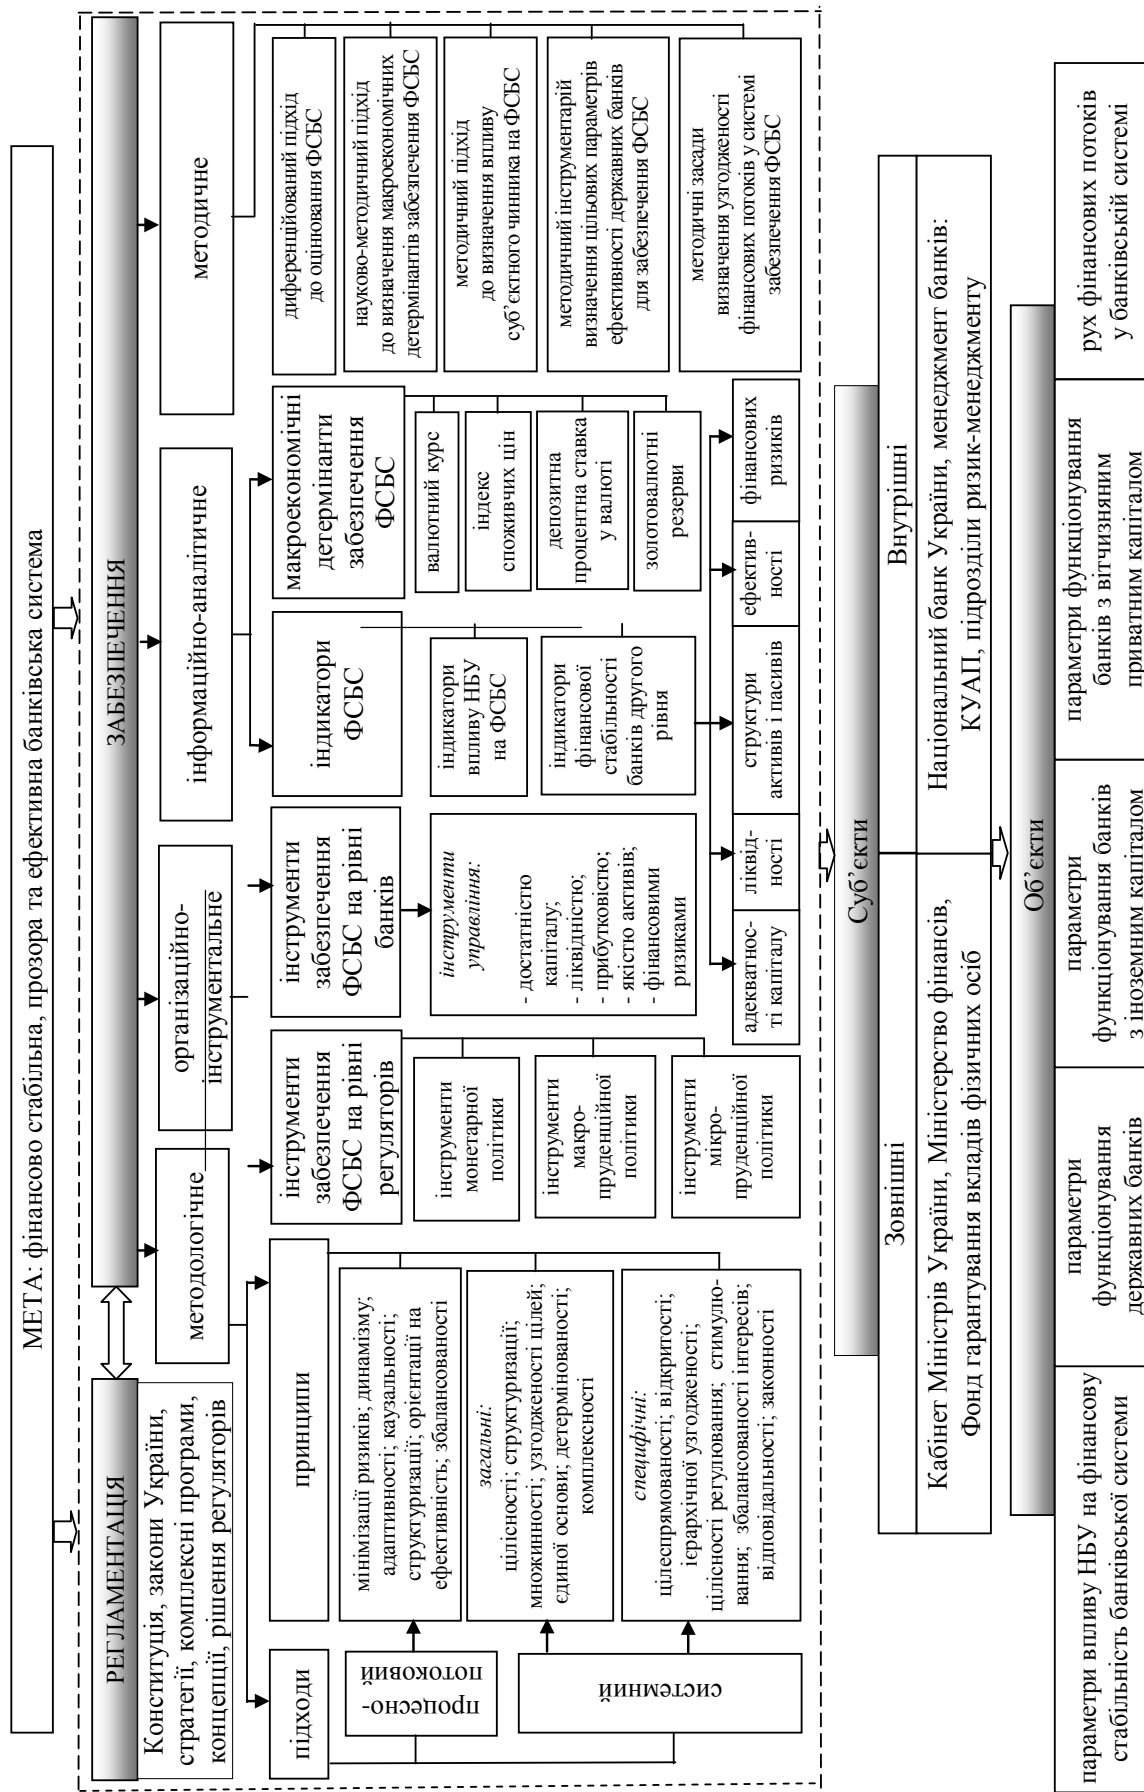 МЕТА: фінансово стабільна, прозора та ефективна банківська система
РЕГЛАМЕНТАЦІЯ
Конституція, закони України,
стратегії, комплексні програми,
концепції, рішення регуляторів
ЗАБЕЗПЕЧЕННЯ
методологічне
організаційно-
інструментальне
інформаційно-аналітичне
методичне
підходи
процесно-
потоковий
системний
принципи
мінімізації ризиків; динамізму;
адаптивності; каузальності;
структуризації; орієнтації на
ефективність; збалансованості
загальні:
цілісності; структуризації;
множинності; узгодженості цілей;
єдиної основи; детермінованості;
комплексності
специфічні:
цілеспрямованості; відкритості;
ієрархічної узгодженості;
цілісності регулювання; стимулю-
вання; збалансованості інтересів;
відповідальності; законності
інструменти
забезпечення
ФСБС на рівні
регуляторів
інструменти
монетарної
політики
інструменти
макро-
пруденційної
політики
інструменти
мікро-
пруденційної
політики
інструменти
забезпечення
ФСБС на рівні
банків
інструменти
управління:
- достатністю
капіталу;
- ліквідністю;
- прибутковістю;
- якістю активів;
- фінансовими
ризиками
індикатори
ФСБС
індикатори
впливу НБУ
на ФСБС
індикатори
фінансової
стабільності
банків другого
рівня
макроекономічні
детермінанти
забезпечення
ФСБС
валютний курс
індекс
споживчих цін
депозитна
процентна ставка
у валюті
золотовалютні
резерви
адекватнос-
ті капіталу
ліквід-
ності
структури
активів і пасивів
ефектив-
ності
фінансових
ризиків
диференційований підхід
до оцінювання ФСБС
науково-методичний підхід
до визначення макроекономічних
детермінантів забезпечення ФСБС
методичний підхід
до визначення впливу
суб’єктного чинника на ФСБС
методичний інструментарій
визначення цільових параметрів
ефективності державних банків
для забезпечення ФСБС
методичні засади
визначення узгодженості
фінансових потоків у системі
забезпечення ФСБС
Суб’єкти
Зовнішні
Кабінет Міністрів України, Міністерство фінансів,
Фонд гарантування вкладів фізичних осіб
Внутрішні
Національний банк України, менеджмент банків:
КУАП, підрозділи ризик-менеджменту
Об’єкти
параметри впливу НБУ на фінансову
стабільність банківської системи
параметри
функціонування
державних банків
параметри
функціонування банків
з іноземним капіталом
параметри функціонування
банків з вітчизняним
приватним капіталом
рух фінансових потоків
у банківській системі